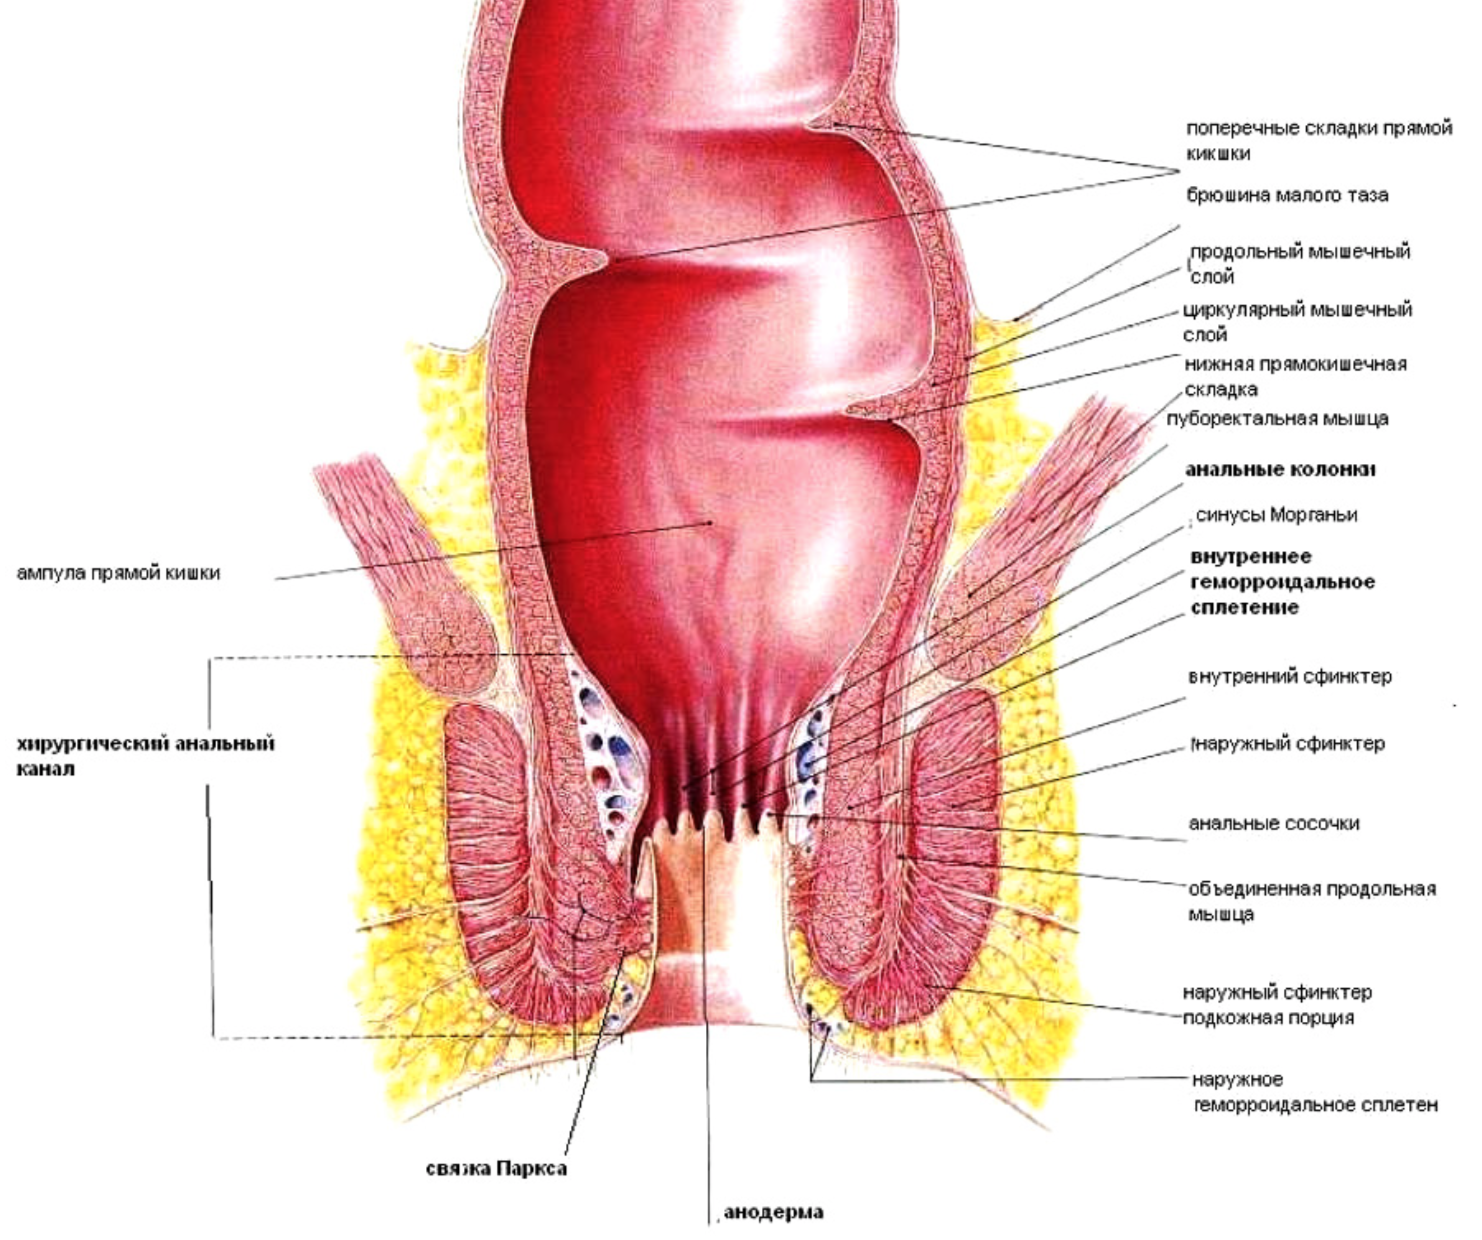 поперечные складки прямой
кикшки
брюшина малого таза
продольный мышечный
слой
циркулярный мышечный
слой
нижняя прямокишечная
складка
пуборектальная мышца
анальные колонки
синусы Морганьи
внутреннее
геморроидальное
сплетение
внутренний сфинктер
наружный сфинктер
анальные сосочки
объединенная продольная
мышца
наружный сфинктер
подкожная порция
наружное
геморроидальное сплетен
ампула прямой кишки
хирургический анальный
канал
связка Паркса
анодерма